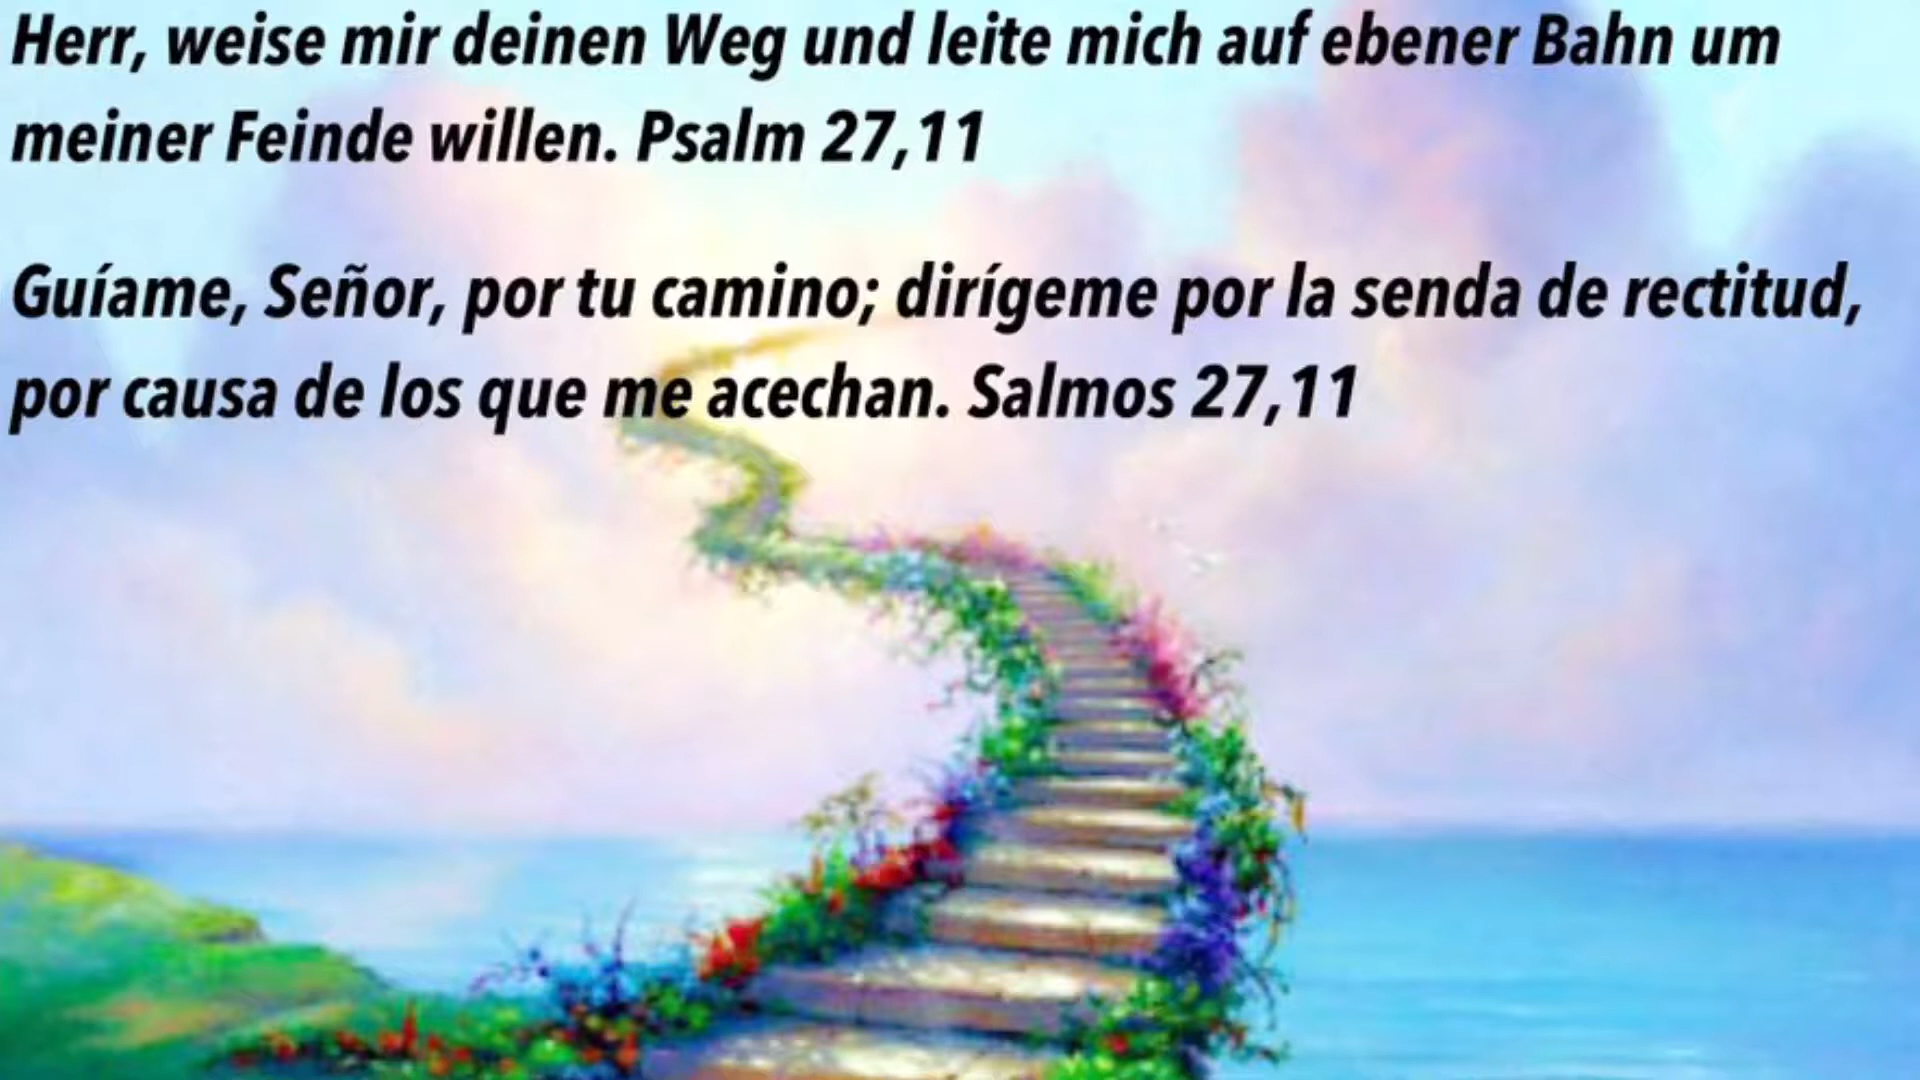 Herr, weise mir deinen Weg und leite mich auf ebener Bahn um
meiner Feinde willen. Psalm 27,11
Guíame, Señor, por tu camino; dirígeme por la senda de rectitud,
por causa de los que me acechan. Salmos 27,11